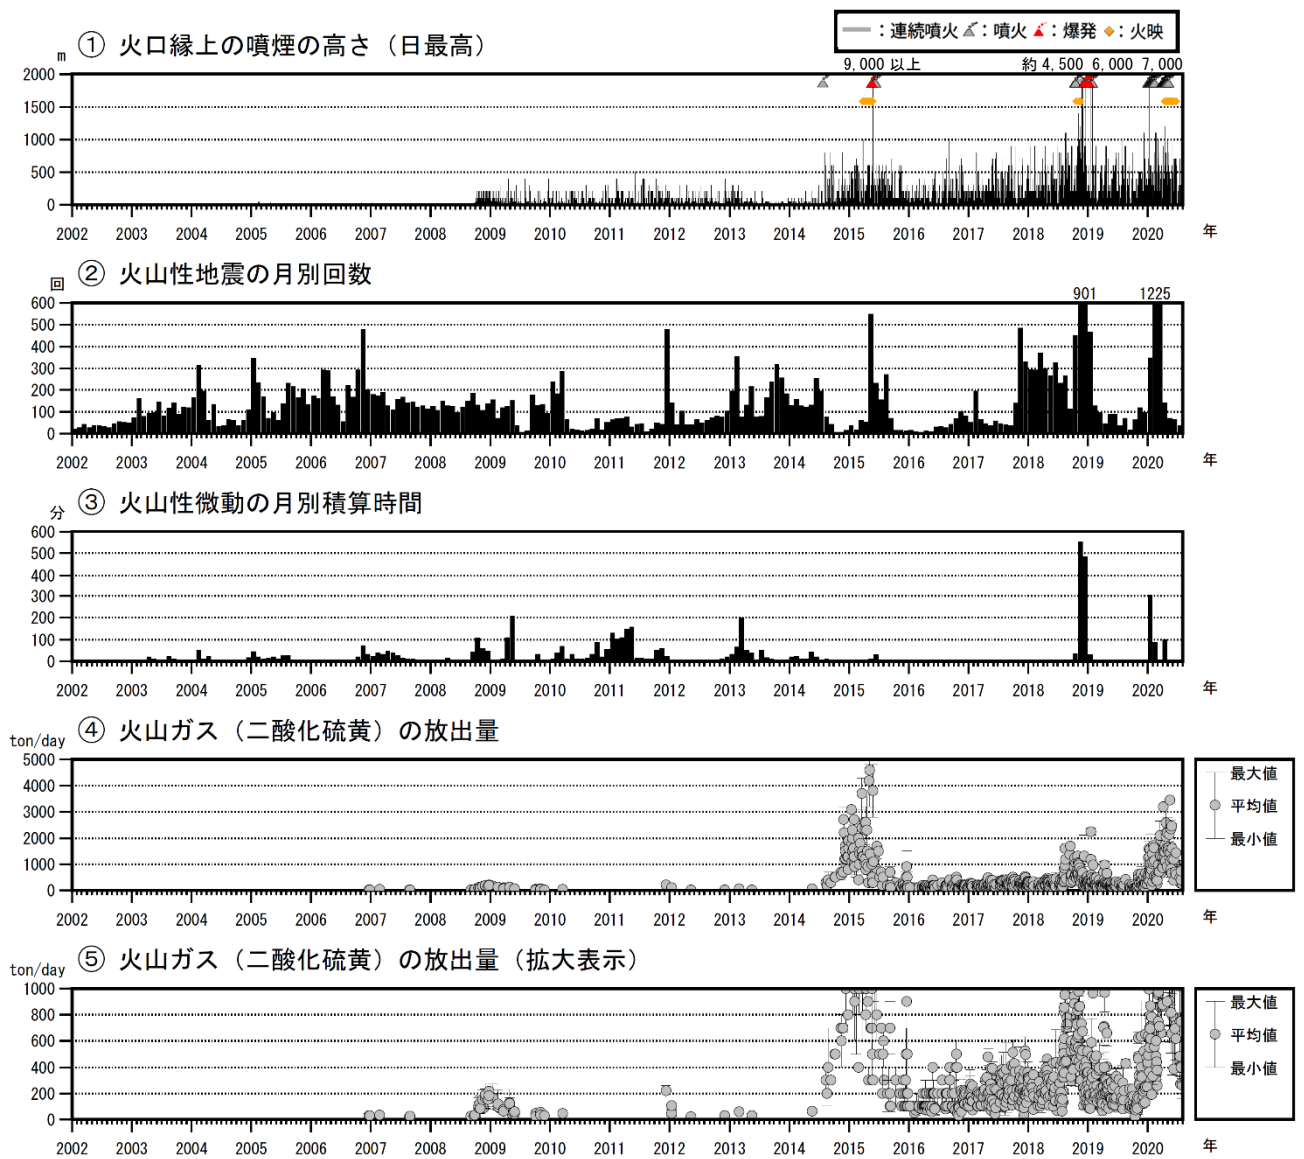 ━━：連続噴火 ：噴火 ：爆発 ◆：火映
① 火口縁上の噴煙の高さ（日最高）
m
9,000 以上 約 4,500 6,000 7,000
2000
1500
1000
500
0
2002 2003 2004 2005 2006 2007 2008 2009 2010 2011 2012 2013 2014 2015 2016 2017 2018 2019 2020 年
② 火山性地震の月別回数
回
901 1225
600
500
400
300
200
100
0
2002 2003 2004 2005 2006 2007 2008 2009 2010 2011 2012 2013 2014 2015 2016 2017 2018 2019 2020 年
③ 火山性微動の月別積算時間
分
600
500
400
300
200
100
0
2002 2003 2004 2005 2006 2007 2008 2009 2010 2011 2012 2013 2014 2015 2016 2017 2018 2019 2020 年
④ 火山ガス（二酸化硫黄）の放出量
ton/day
5000
4000
3000
2000
1000
0
最大値
平均値
最小値
2002 2003 2004 2005 2006 2007 2008 2009 2010 2011 2012 2013 2014 2015 2016 2017 2018 2019 2020 年
⑤ 火山ガス（二酸化硫黄）の放出量（拡大表示）
ton/day
1000
800
600
400
200
0
最大値
平均値
最小値
2002 2003 2004 2005 2006 2007 2008 2009 2010 2011 2012 2013 2014 2015 2016 2017 2018 2019 2020 年